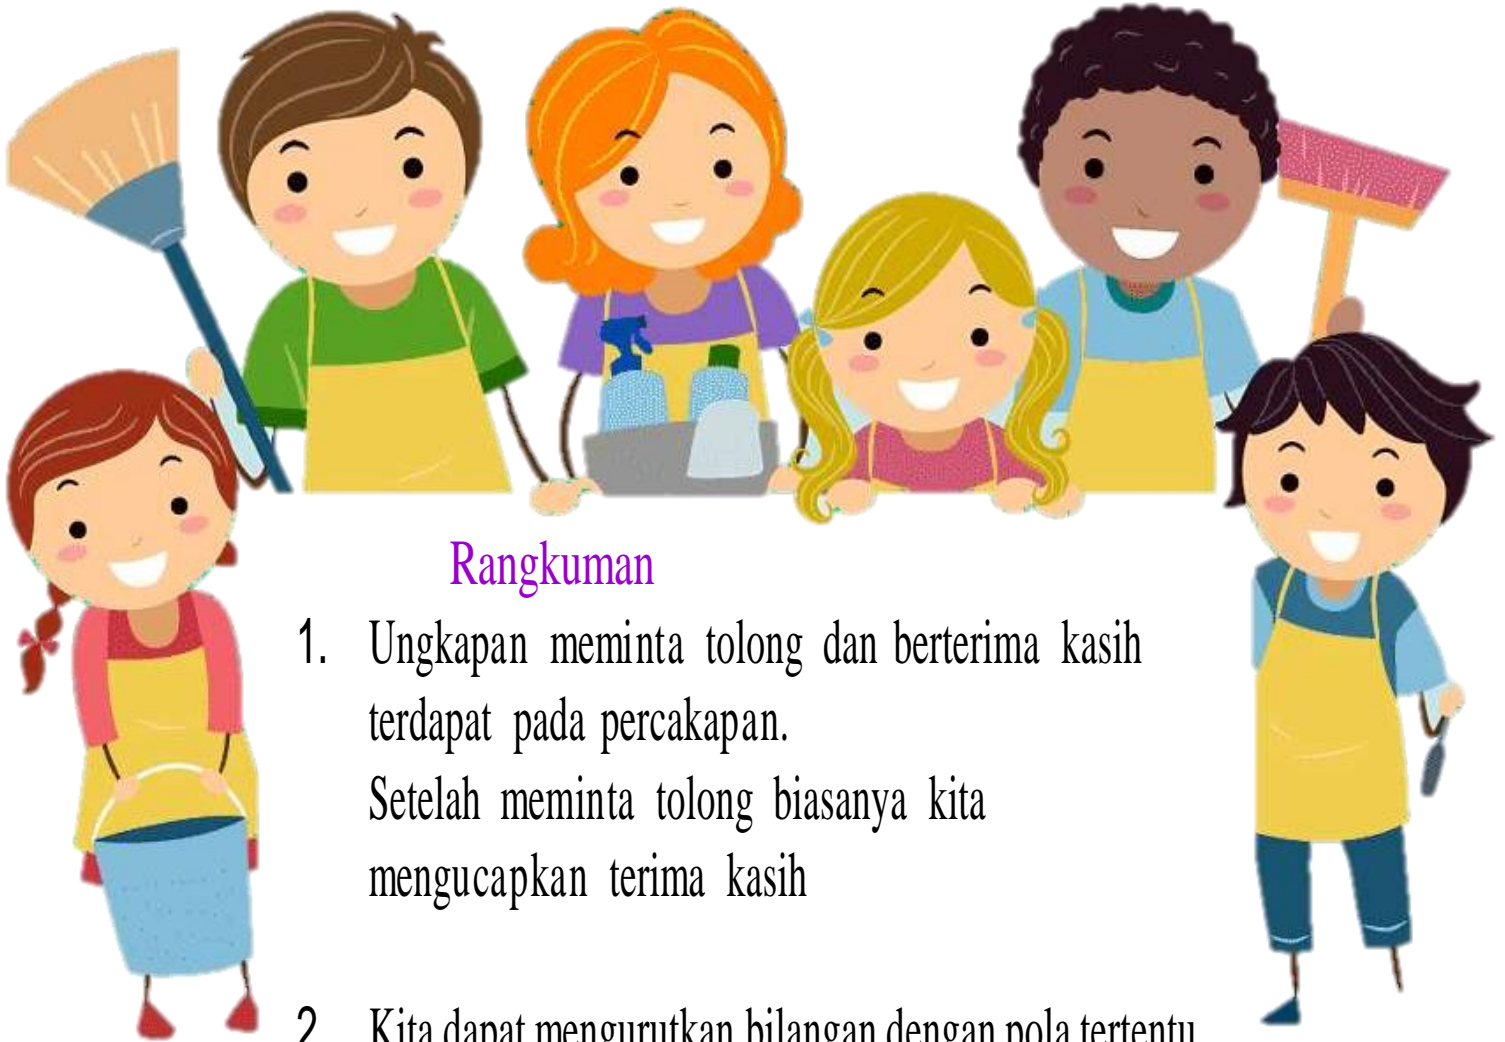 Rangkuman
1. Ungkapan meminta tolong dan berterima kasih
terdapat pada percakapan.
Setelah meminta tolong biasanya kita
mengucapkan terima kasih
2 Kita dapat mengurutkan bilangan dengan pola tertentu